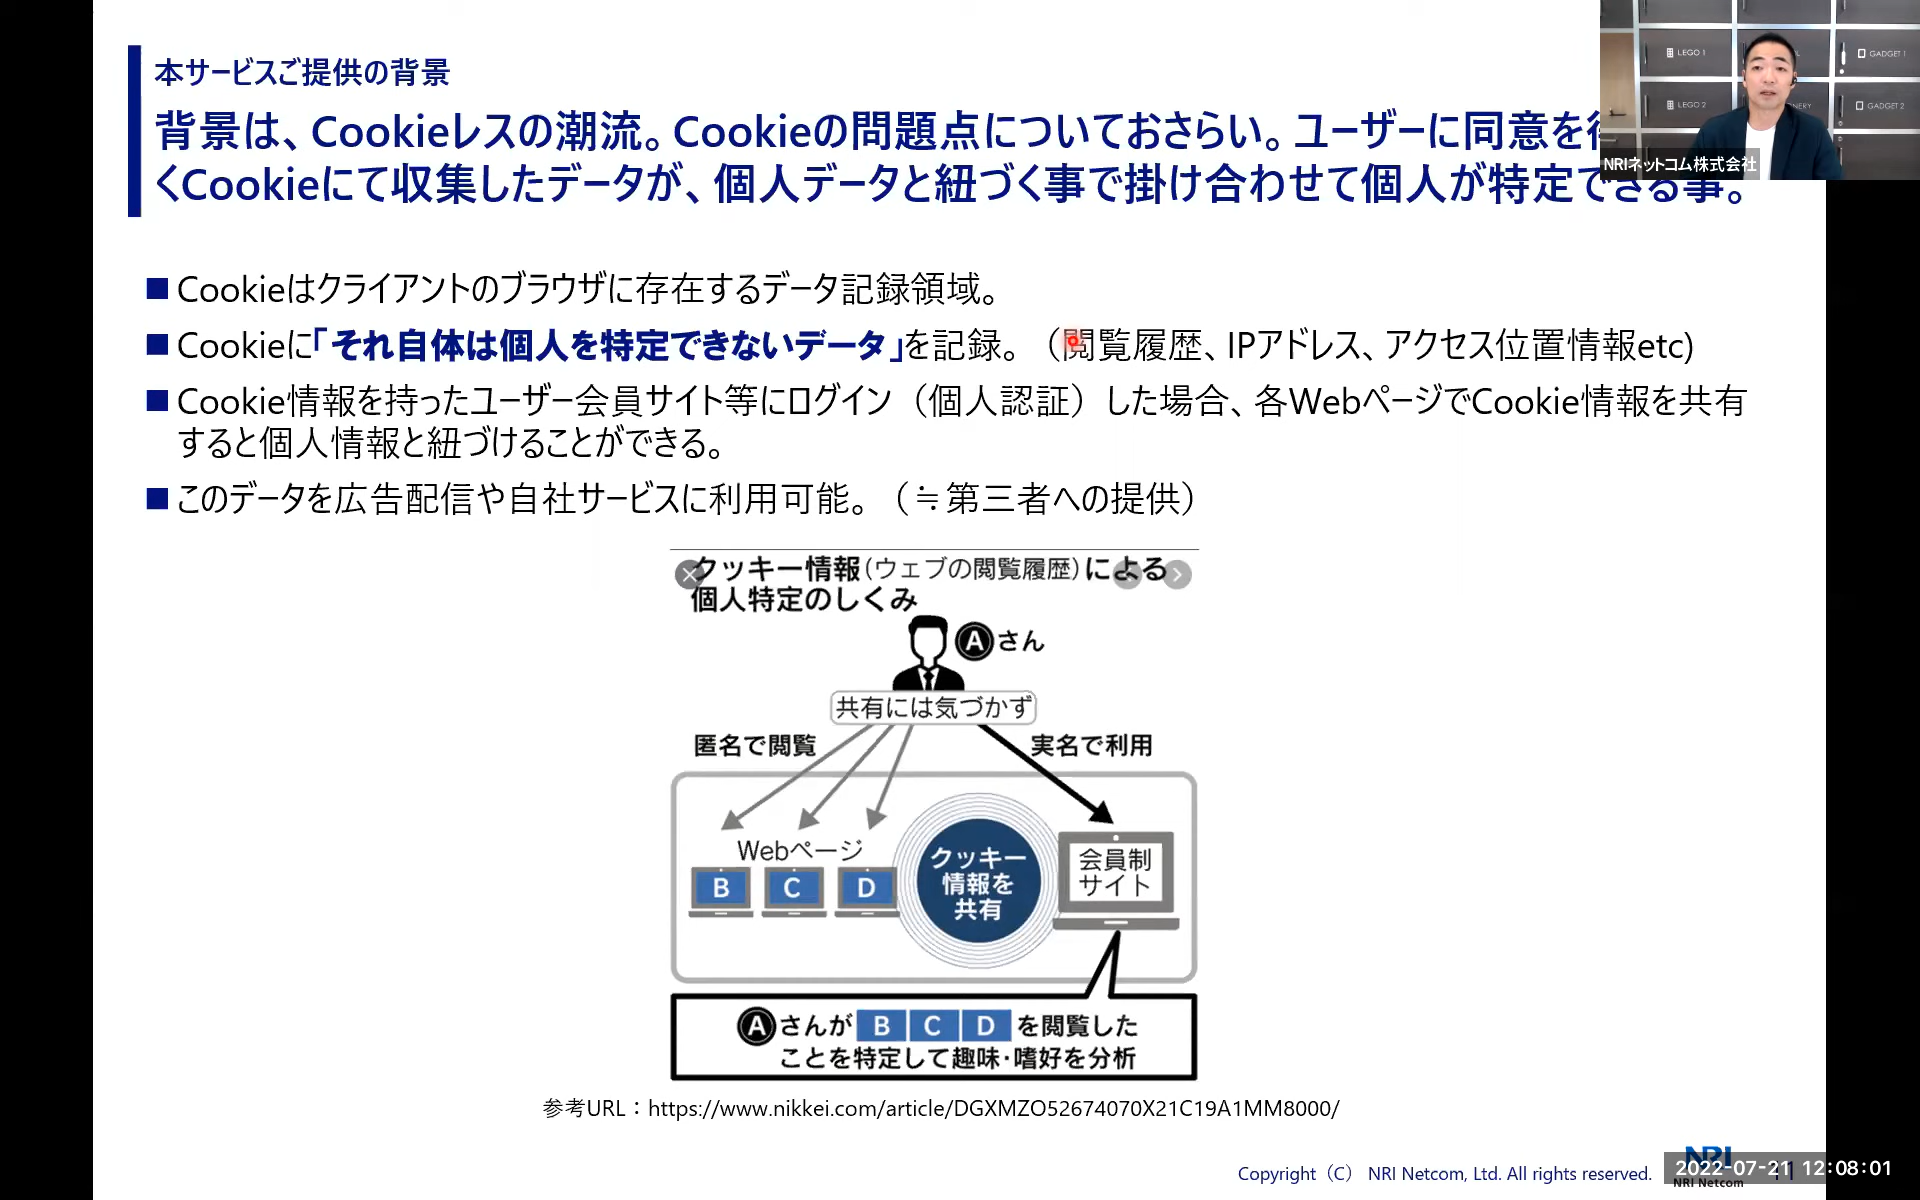 本サービスご提供の背景
背景は、Cookieレスの潮流。Cookieの問題点についておさらい。ユーザーに同意を
くCookieにて収集したデータが、個人データと紐づく事で掛け合わせて個人が特定できる事。
LEGO 1
GADGET 1
LEGO 2
GADGET 2
NRIネットコム株式会社
■Cookieはクライアントのブラウザに存在するデータ記録領域。
■Cookieに「それ自体は個人を特定できないデータ」を記録。（閲覧履歴、IPアドレス、アクセス位置情報etc)
■Cookie情報を持ったユーザー会員サイト等にログイン（個人認証）した場合、各WebページでCookie情報を共有
すると個人情報と紐づけることができる。
■このデータを広告配信や自社サービスに利用可能。（≒第三者への提供）
クッキー情報(ウェブの閲覧履歴)による
個人特定のしくみ
Aさん
共有には気づかず
匿名で閲覧
実名で利用
Webページ
B C D
クッキー
情報を
共有
会員制
サイト
Aさんが B C D を閲覧した
ことを特定して趣味・嗜好を分析
参考URL：https://www.nikkei.com/article/DGXMZO52674070X21C19A1MM8000/
Copyright（C） NRI Netcom, Ltd. All rights reserved.
NRI
NRI Netcom
2022-07-21 12:08:01